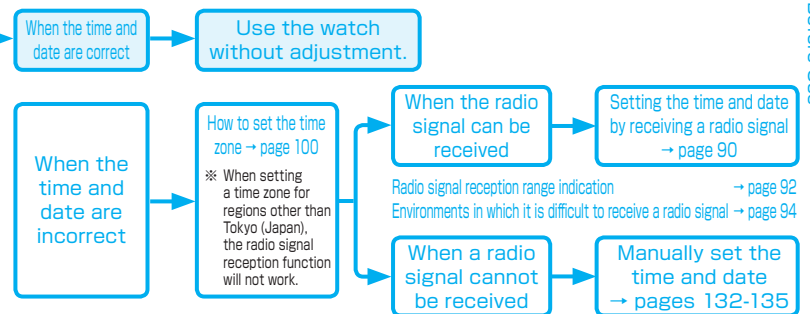 When the time and
date are correct
Use the watch
without adjustment.
When the
time and
date are
incorrect
How to set the time
zone → page 100
※ When setting
a time zone for
regions other than
Tokyo (Japan),
the radio signal
reception function
will not work.
When the radio
signal can be
received
Setting the time and date
by receiving a radio signal
→ page 90
Radio signal reception range indication → page 92
Environments in which it is difficult to receive a radio signal → page 94
When a radio
signal cannot
be received
Manually set the
time and date
→ pages 132-135